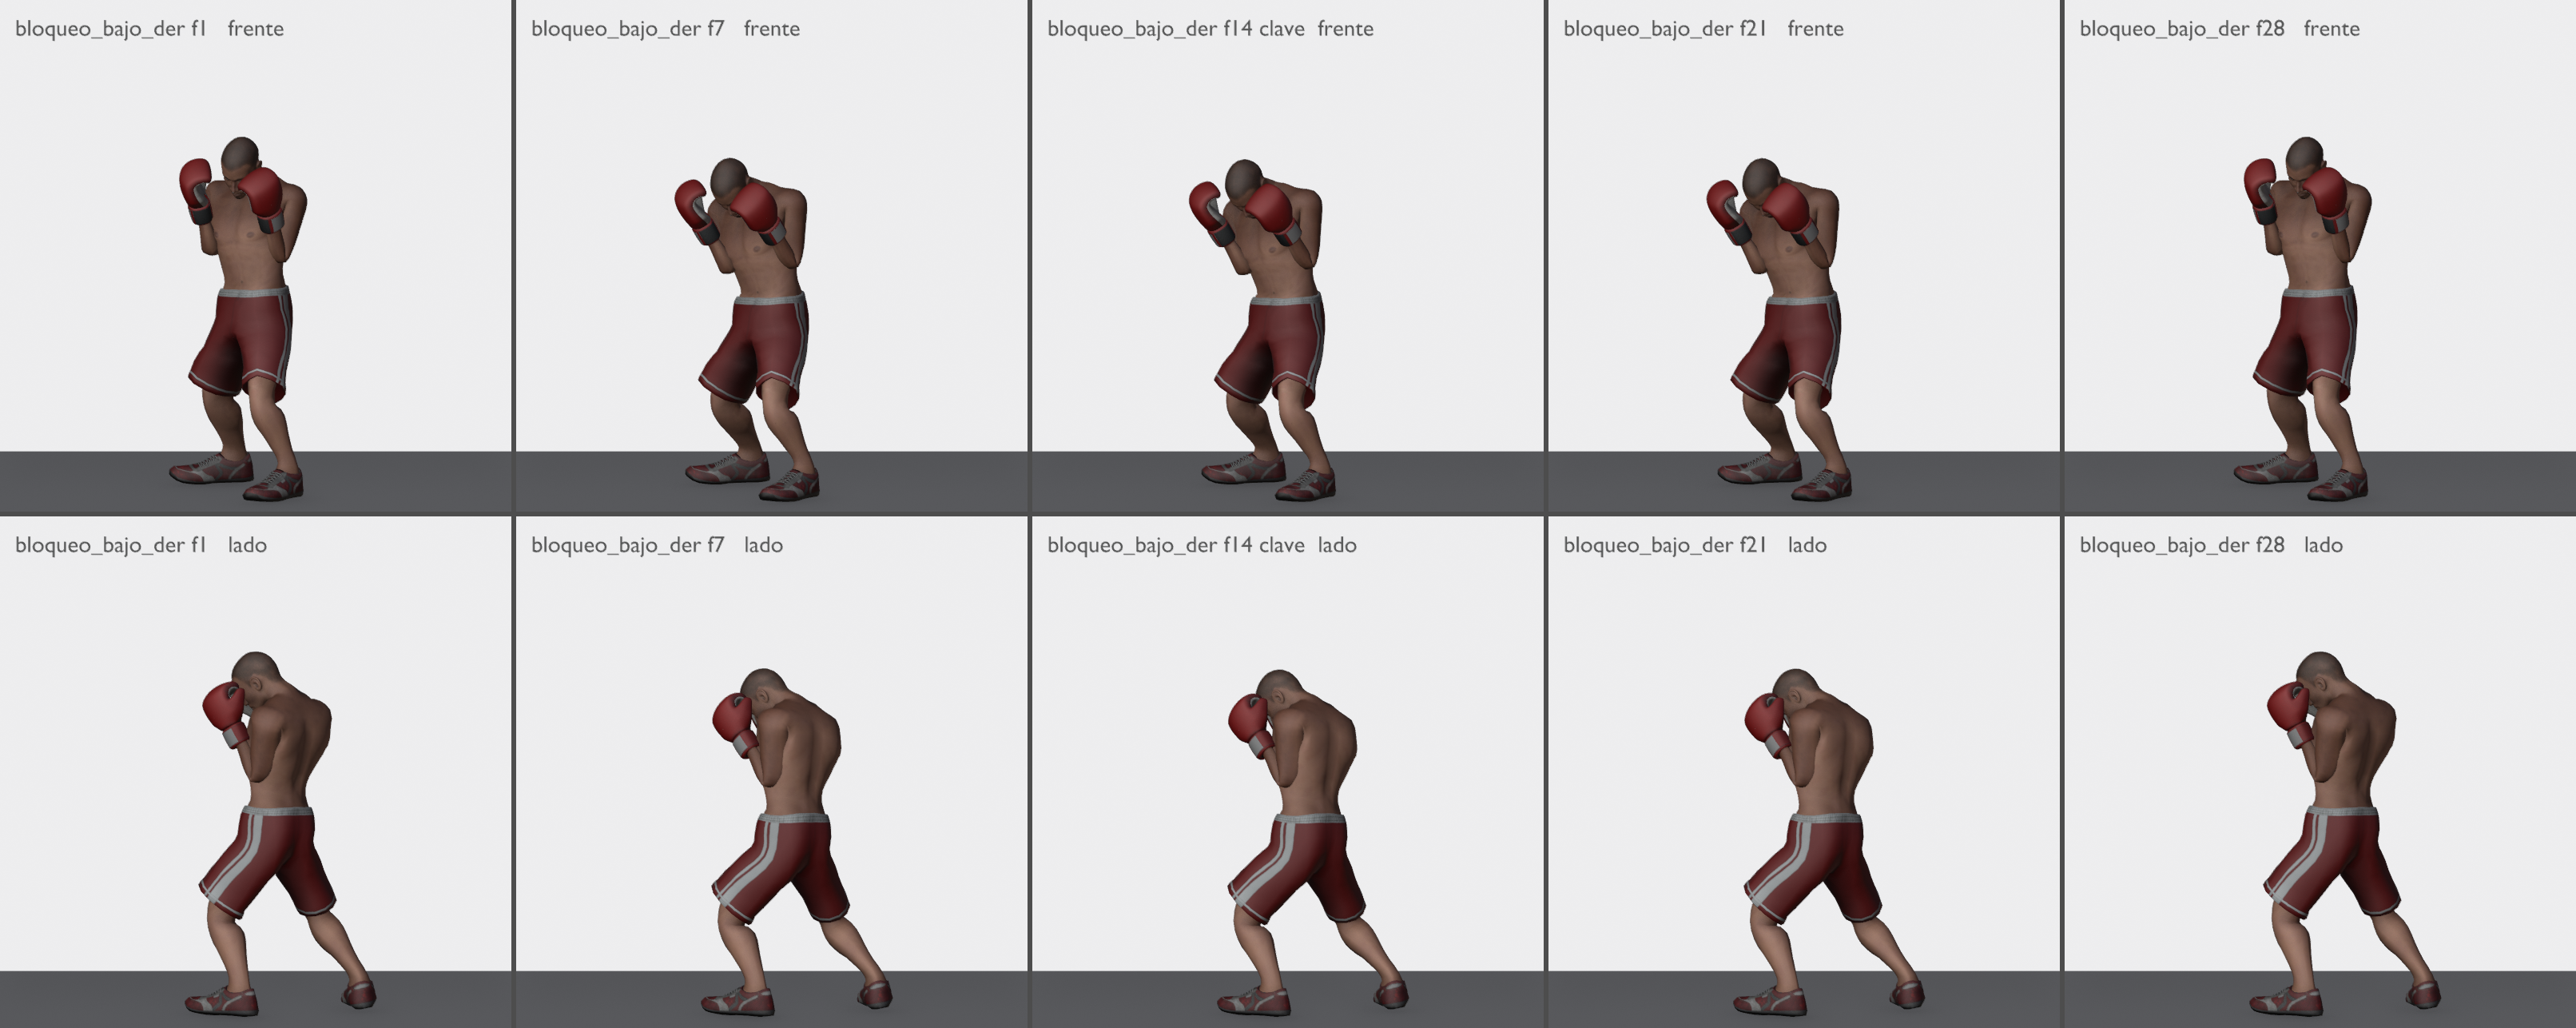 bloqueo_bajo_der f1 frente
bloqueo_bajo_der f7 frente
bloqueo_bajo_der f14 clave frente
bloqueo_bajo_der f21 frente
bloqueo_bajo_der f28 frente
bloqueo_bajo_der f1 lado
bloqueo_bajo_der f7 lado
bloqueo_bajo_der f14 clave lado
bloqueo_bajo_der f21 lado
bloqueo_bajo_der f28 lado